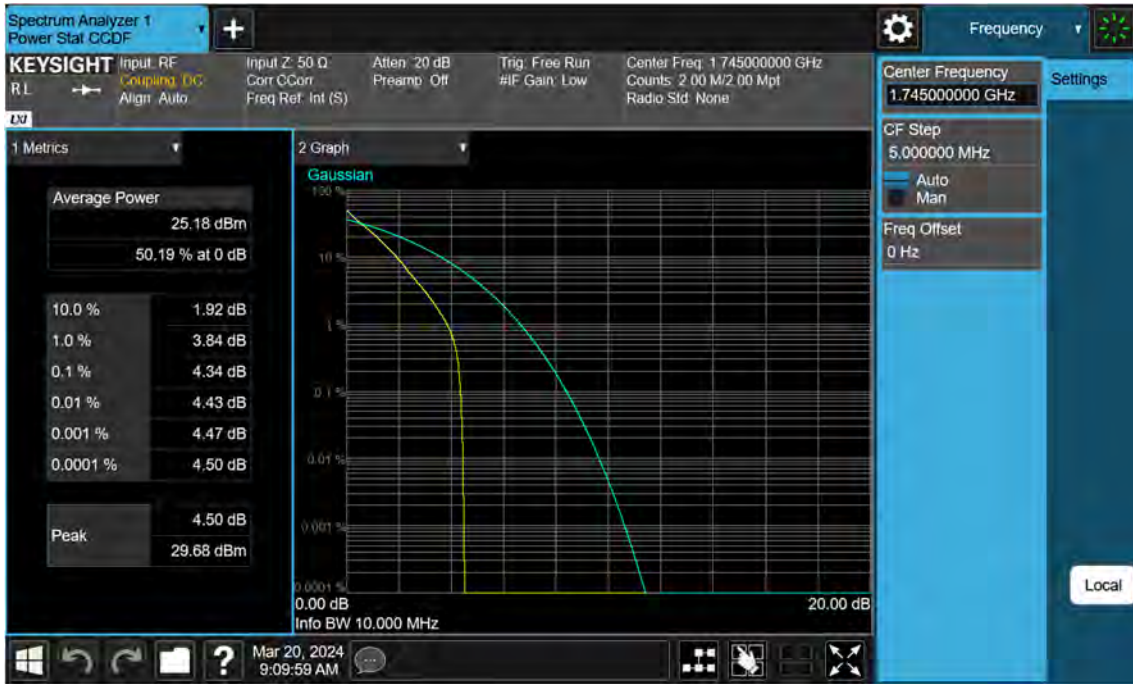 Spectrum Analyzer 1
Power Stat CCDF
+
Frequency
KEYSIGHT
R L
LXI
Input: RF
Coupling: DC
Align: Auto
Input Z: 50 Ω
Corr CCorr
Freq Ref: Int (S)
Atten: 20 dB
Preamp: Off
Trig: Free Run
#IF Gain: Low
Center Freq: 1.745000000 GHz
Counts: 2.00 M/2.00 Mpt
Radio Std: None
Center Frequency
1.745000000 GHz
Settings
CF Step
5.000000 MHz
Auto
Man
Freq Offset
0 Hz
Local
1 Metrics
Average Power
25.18 dBm
50.19 % at 0 dB
10.0 % 1.92 dB
1.0 % 3.84 dB
0.1 % 4.34 dB
0.01 % 4.43 dB
0.001 % 4.47 dB
0.0001 % 4.50 dB
Peak
4.50 dB
29.68 dBm
2 Graph
Gaussian
100 %
10 %
1 %
0.1 %
0.01 %
0.001 %
0.0001 %
0.00 dB 20.00 dB
Info BW 10.000 MHz
?
Mar 20, 2024
9:09:59 AM